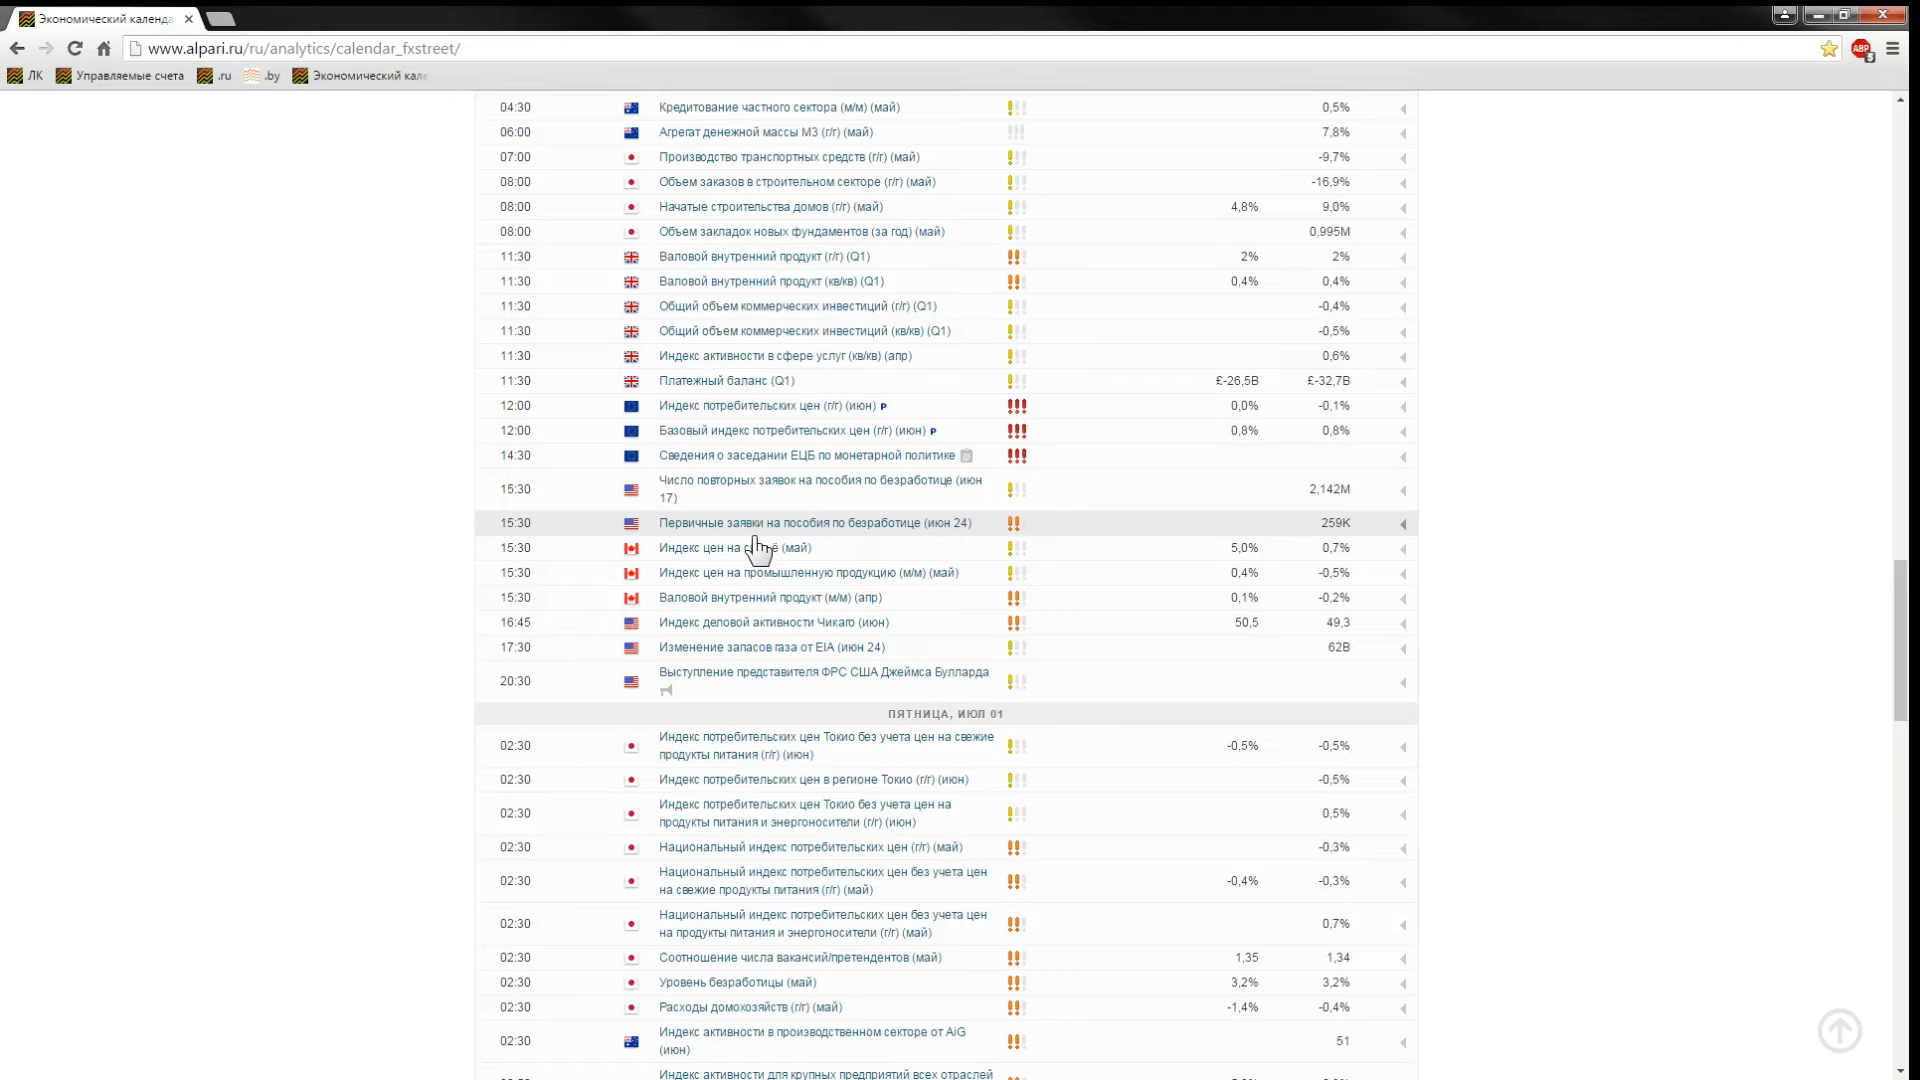 Экономический календа
www.alpari.ru/ru/analytics/calendar_fxstreet/
ABP
ЛК Управляемые счета .ru .by Экономический кале
04:30 Кредитование частного сектора (м/м) (май) 0,5%
06:00 Агрегат денежной массы М3 (г/г) (май) 7,8%
07:00 Производство транспортных средств (г/г) (май) -9,7%
08:00 Объем заказов в строительном секторе (г/г) (май) -16,9%
08:00 Начатые строительства домов (г/г) (май) 4,8% 9,0%
08:00 Объем закладок новых фундаментов (за год) (май) 0,995M
11:30 Валовой внутренний продукт (г/г) (Q1) 2% 2%
11:30 Валовой внутренний продукт (кв/кв) (Q1) 0,4% 0,4%
11:30 Общий объем коммерческих инвестиций (г/г) (Q1) -0,4%
11:30 Общий объем коммерческих инвестиций (кв/кв) (Q1) -0,5%
11:30 Индекс активности в сфере услуг (кв/кв) (апр) 0,6%
11:30 Платежный баланс (Q1) £-26,5B £-32,7B
12:00 Индекс потребительских цен (г/г) (июн) P 0,0% -0,1%
12:00 Базовый индекс потребительских цен (г/г) (июн) P 0,8% 0,8%
14:30 Сведения о заседании ЕЦБ по монетарной политике
15:30 Число повторных заявок на пособия по безработице (июн
17) 2,142M
15:30 Первичные заявки на пособия по безработице (июн 24) 259K
15:30 Индекс цен на (май) 5,0% 0,7%
15:30 Индекс цен на промышленную продукцию (м/м) (май) 0,4% -0,5%
15:30 Валовой внутренний продукт (м/м) (апр) 0,1% -0,2%
16:45 Индекс деловой активности Чикаго (июн) 50,5 49,3
17:30 Изменение запасов газа от EIA (июн 24) 62B
20:30 Выступление представителя ФРС США Джеймса Булларда
ПЯТНИЦА, ИЮЛ 01
02:30 Индекс потребительских цен Токио без учета цен на свежие
продукты питания (г/г) (июн) -0,5% -0,5%
02:30 Индекс потребительских цен в регионе Токио (г/г) (июн) -0,5%
02:30 Индекс потребительских цен Токио без учета цен на
продукты питания и энергоносители (г/г) (июн) 0,5%
02:30 Национальный индекс потребительских цен (г/г) (май) -0,3%
02:30 Национальный индекс потребительских цен без учета цен
на свежие продукты питания (г/г) (май) -0,4% -0,3%
02:30 Национальный индекс потребительских цен без учета цен
на продукты питания и энергоносители (г/г) (май) 0,7%
02:30 Соотношение числа вакансий/претендентов (май) 1,35 1,34
02:30 Уровень безработицы (май) 3,2% 3,2%
02:30 Расходы домохозяйств (г/г) (май) -1,4% -0,4%
02:30 Индекс активности в производственном секторе от AiG
(июн) 51
Индекс активности для крупных предприятий всех отраслей